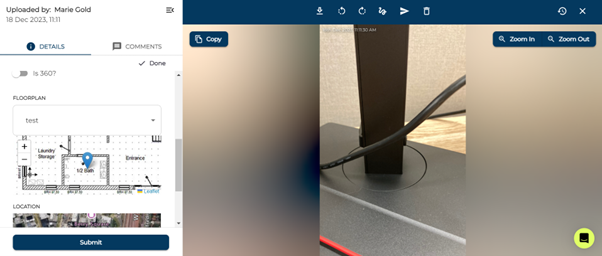 Uploaded by: Marie Gold
18 Dec 2023, 11:11
DETAILS
COMMENTS
Done
Is 360?
FLOORPLAN
test
Laundry
Storage
Entrance
1/2 Bath
+
−
Leaflet
LOCATION
Submit
Copy
Zoom In
Zoom Out